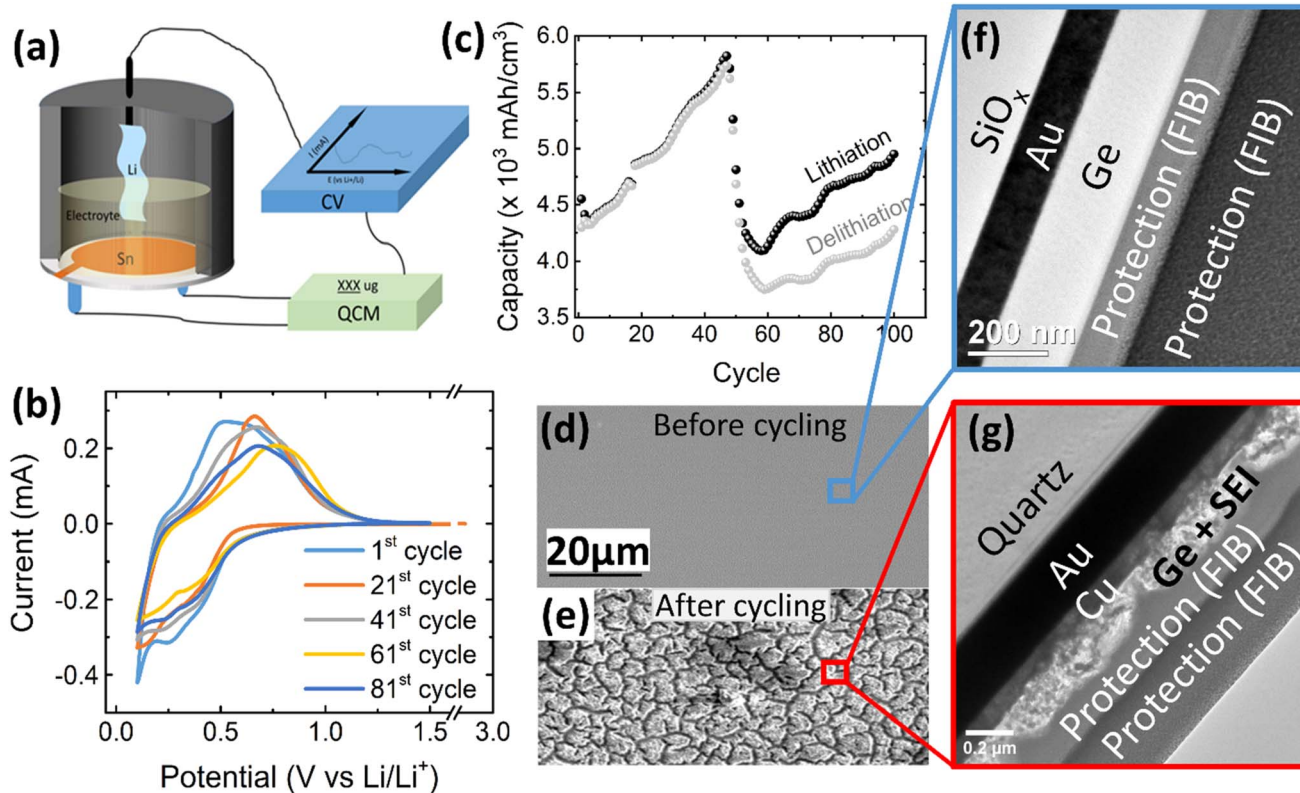 (a)
Li
Electroyte
Sn
I (mA)
E (vs Li+/Li)
CV
XXX ug
QCM
(b)
Current (mA)
0.2
0.0
-0.2
-0.4
1st cycle
21st cycle
41st cycle
61st cycle
81st cycle
0.0 0.5 1.0 1.5 3.0
Potential (V vs Li/Li⁺)
(c)
Capacity (x 10³ mAh/cm³)
6.0
5.5
5.0
4.5
4.0
3.5
Lithiation
Delithiation
0 20 40 60 80 100
Cycle
(d)
Before cycling
20μm
(e)
After cycling
(f)
SiOₓ
Au
Ge
Protection (FIB)
Protection (FIB)
200 nm
(g)
Quartz
Au
Cu
Ge + SEI
Protection (FIB)
Protection (FIB)
0.2 μm